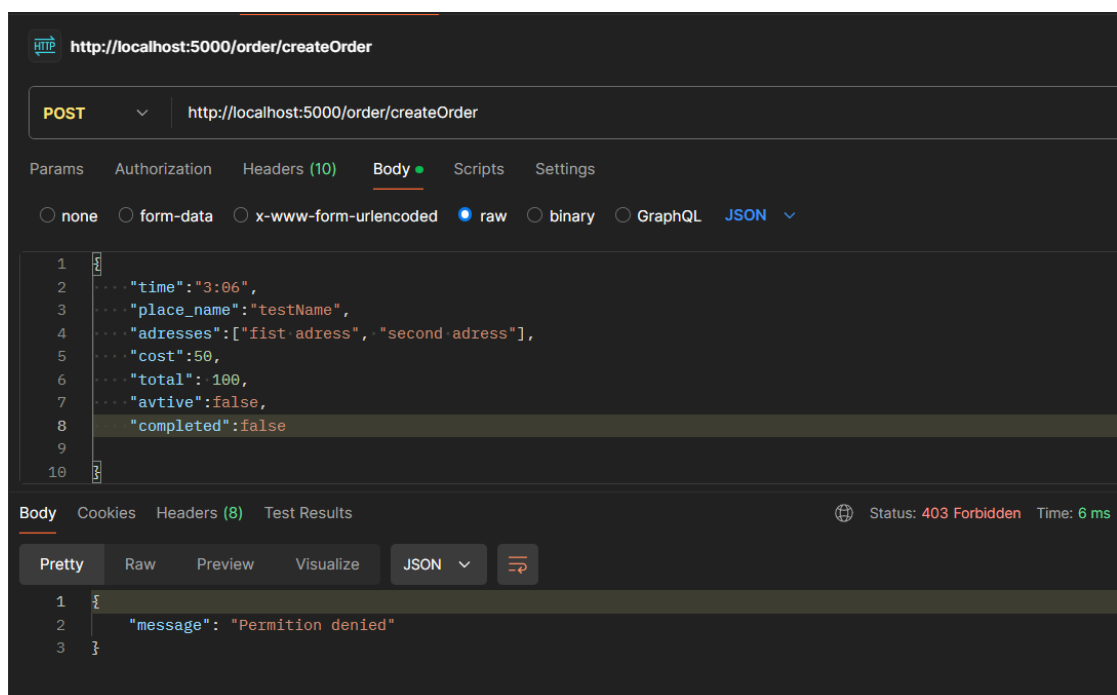 HTTP http://localhost:5000/order/createOrder
POST http://localhost:5000/order/createOrder
Params Authorization Headers (10) Body Scripts Settings
none form-data x-www-form-urlencoded raw binary GraphQL JSON
1 {
2 "time":"3:06",
3 "place_name":"testName",
4 "adresses":["fist adress", "second adress"],
5 "cost":50,
6 "total": 100,
7 "avtive":false,
8 "completed":false
9
10 }
Body Cookies Headers (8) Test Results Status: 403 Forbidden Time: 6 ms
Pretty Raw Preview Visualize JSON
1 {
2 "message": "Permition denied"
3 }